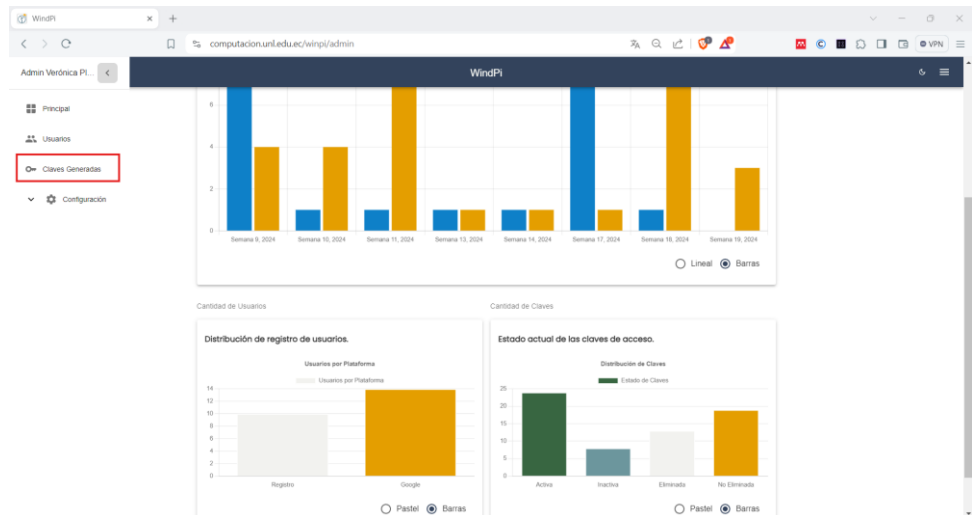 WindPi
computacion.unl.edu.ec/winpi/admin
VPN
Admin Verónica Pl...
WindPi
Principal
Usuarios
Claves Generadas
Configuración
6
4
2
0
Semana 9, 2024 Semana 10, 2024 Semana 11, 2024 Semana 13, 2024 Semana 14, 2024 Semana 17, 2024 Semana 18, 2024 Semana 19, 2024
Lineal Barras
Cantidad de Usuarios
Distribución de registro de usuarios.
Usuarios por Plataforma
Usuarios por Plataforma
14
12
10
8
6
4
2
0
Registro Google
Pastel Barras
Cantidad de Claves
Estado actual de las claves de acceso.
Distribución de Claves
Estado de Claves
25
20
15
10
5
0
Activa Inactiva Eliminada No Eliminada
Pastel Barras